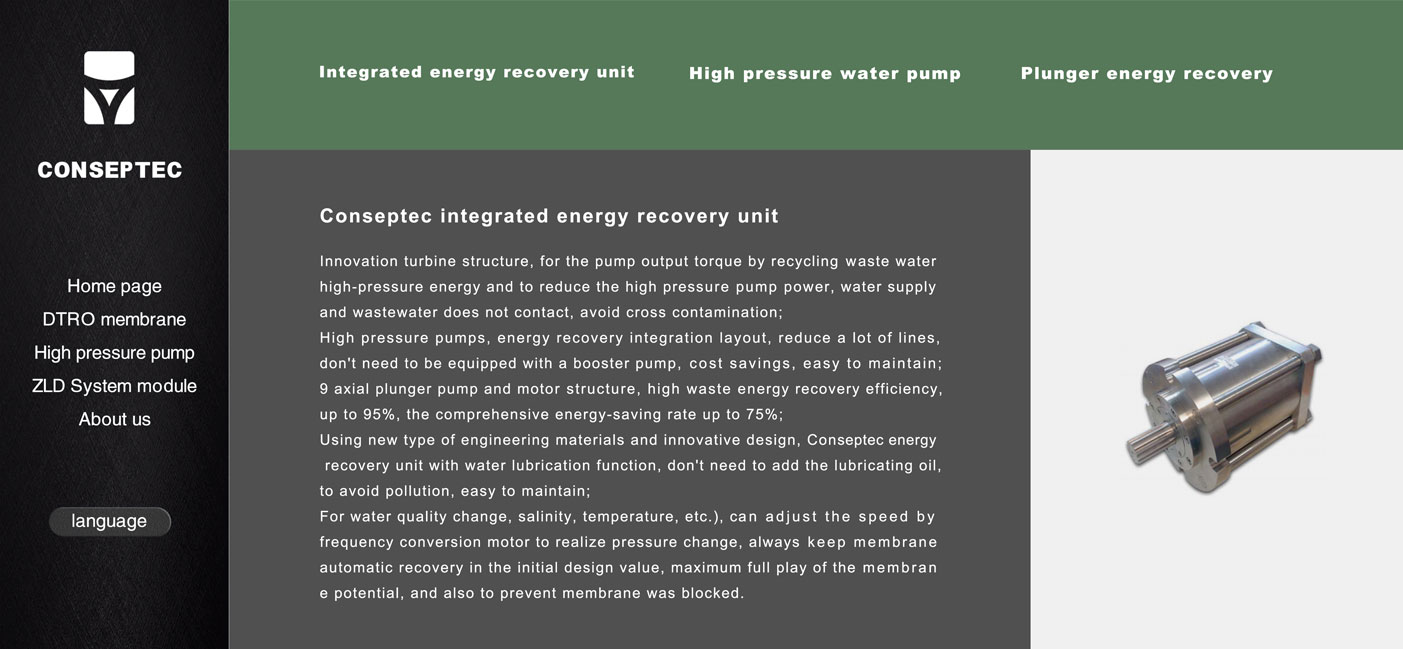 CONSEPTEC
Home page
DTRO membrane
High pressure pump
ZLD System module
About us
language
Integrated energy recovery unit
High pressure water pump
Plunger energy recovery
Conseptec integrated energy recovery unit
Innovation turbine structure, for the pump output torque by recycling waste water
high-pressure energy and to reduce the high pressure pump power, water supply
and wastewater does not contact, avoid cross contamination;
High pressure pumps, energy recovery integration layout, reduce a lot of lines,
don't need to be equipped with a booster pump, cost savings, easy to maintain;
9 axial plunger pump and motor structure, high waste energy recovery efficiency,
up to 95%, the comprehensive energy-saving rate up to 75%;
Using new type of engineering materials and innovative design, Conseptec energy
recovery unit with water lubrication function, don't need to add the lubricating oil,
to avoid pollution, easy to maintain;
For water quality change, salinity, temperature, etc.), can adjust the speed by
frequency conversion motor to realize pressure change, always keep membrane
automatic recovery in the initial design value, maximum full play of the membran
e potential, and also to prevent membrane was blocked.